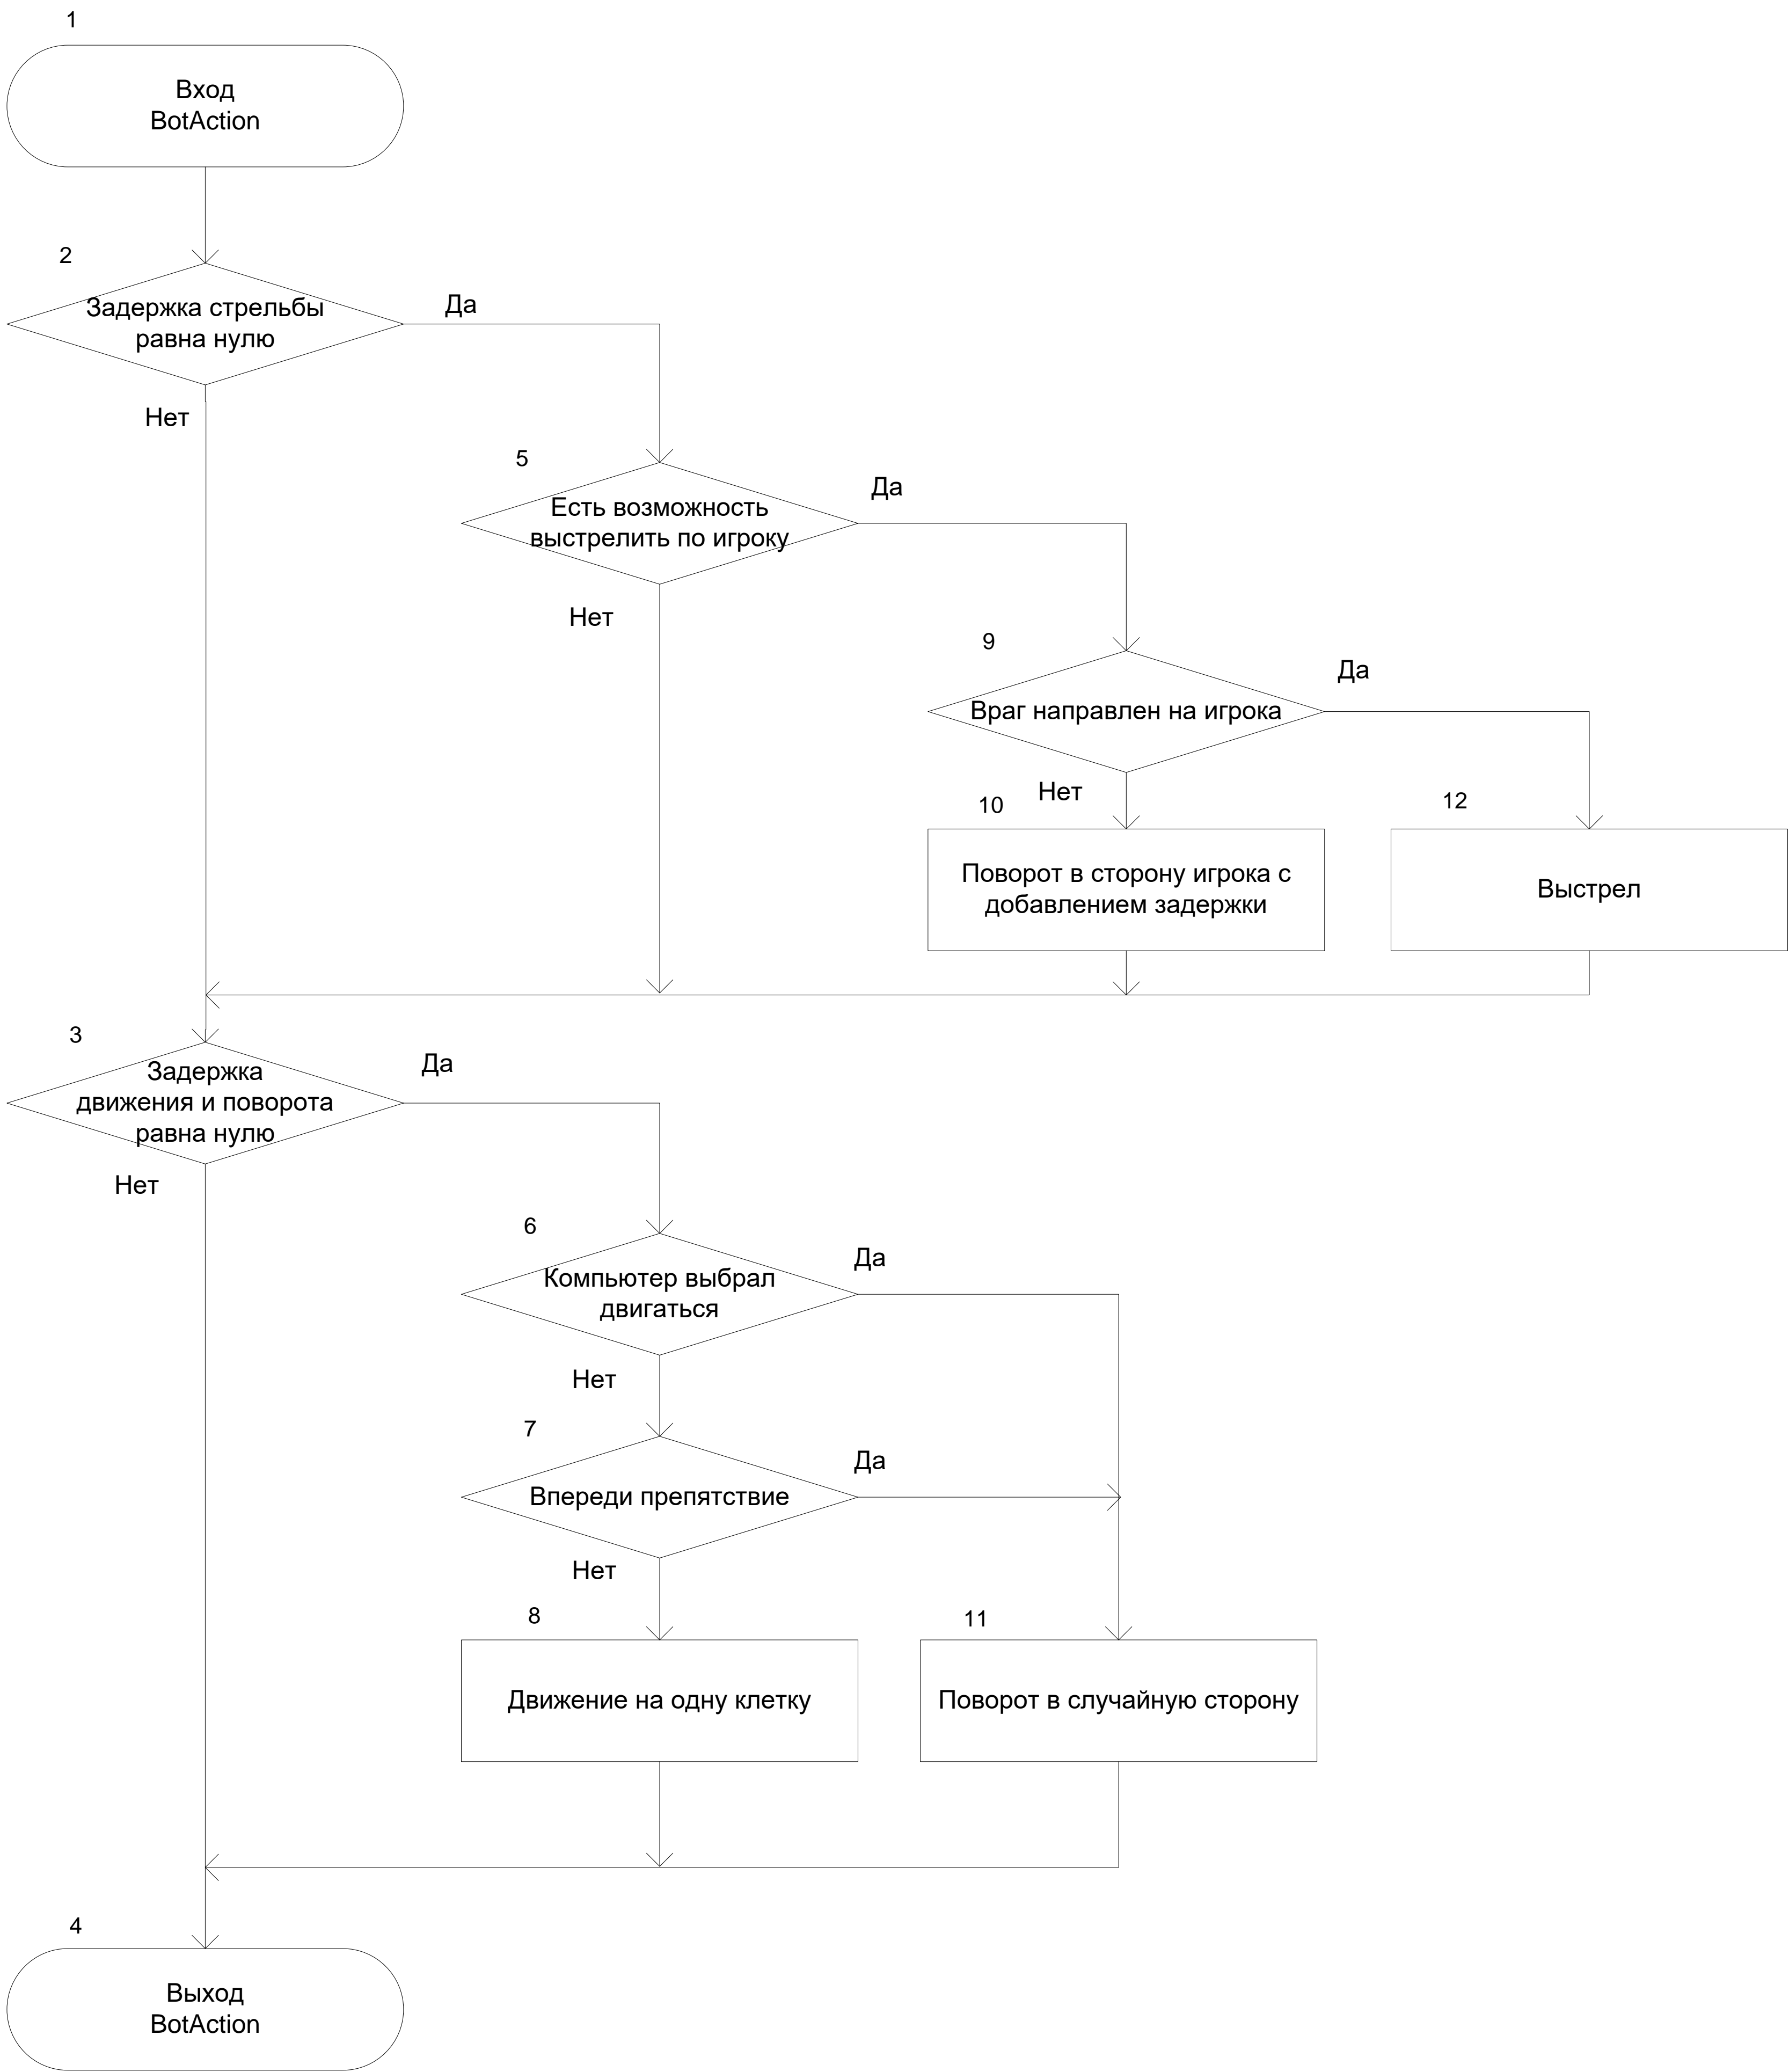 1
Вход
BotAction
2
Задержка стрельбы
равна нулю
Да
Нет
5
Есть возможность
выстрелить по игроку
Да
Нет
9
Враг направлен на игрока
Да
Нет
10
Поворот в сторону игрока с
добавлением задержки
12
Выстрел
3
Задержка
движения и поворота
равна нулю
Да
Нет
6
Компьютер выбрал
двигаться
Да
Нет
7
Впереди препятствие
Да
Нет
8
Движение на одну клетку
11
Поворот в случайную сторону
4
Выход
BotAction